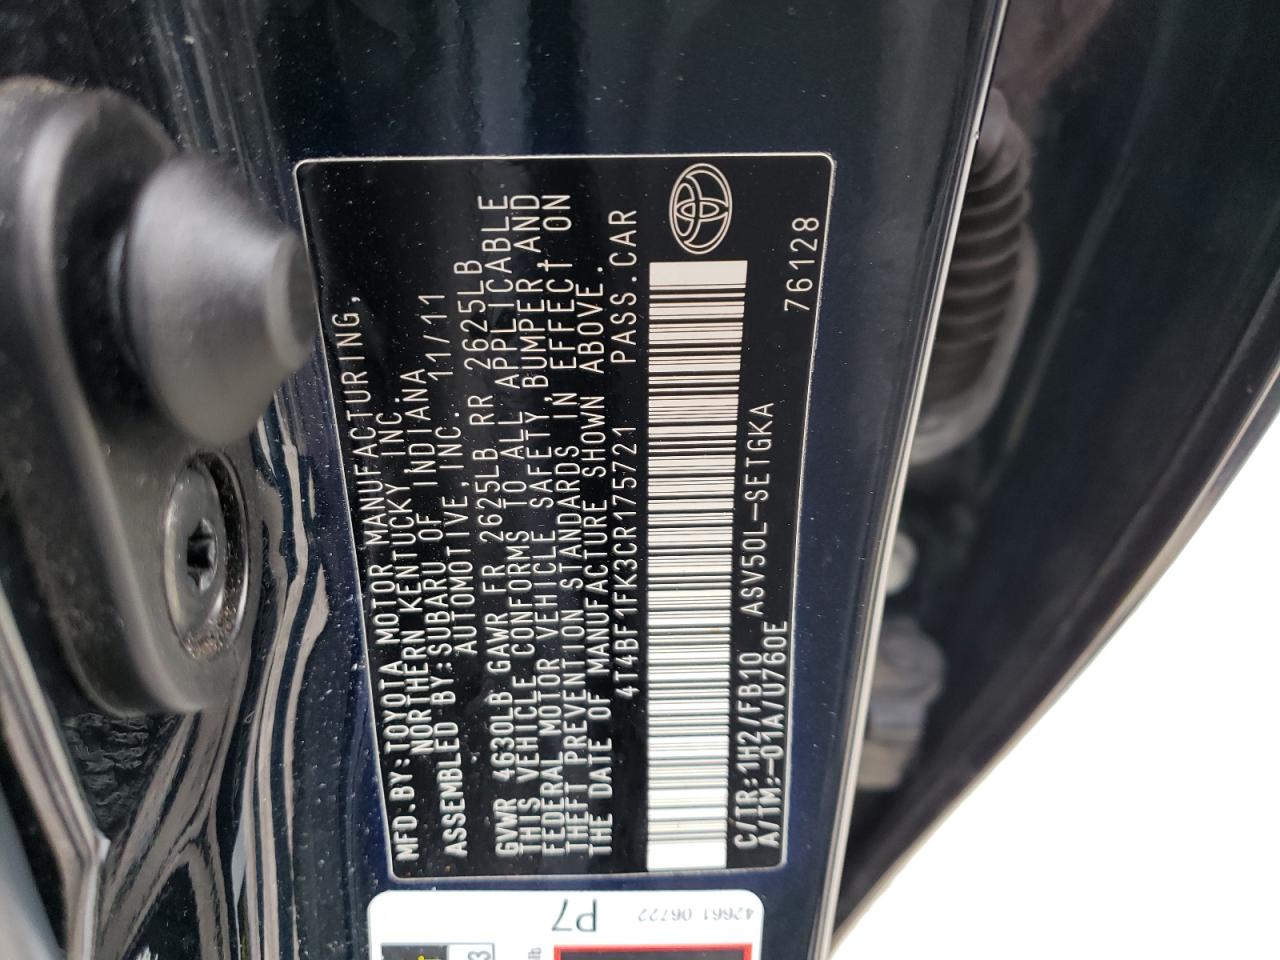 MFD.BY:TOYOTA MOTOR MANUFACTURING,
NORTHERN KENTUCKY, INC.
ASSEMBLED BY:SUBARU OF INDIANA
AUTOMOTIVE, INC. 11/11
GVWR 4630LB GAWR FR 2625LB RR 2625LB
THIS VEHICLE CONFORMS TO ALL APPLICABLE
FEDERAL MOTOR VEHICLE SAFETY,BUMPER,AND
THEFT PREVENTION STANDARDS IN EFFECT ON
THE DATE OF MANUFACTURE SHOWN ABOVE.
4T4BF1FK3CR175721 PASS.CAR
C/TR:1H2/FB10 ASV50L-SETGKA
A/TM:-01A/U760E 76128
P7
42661 06722